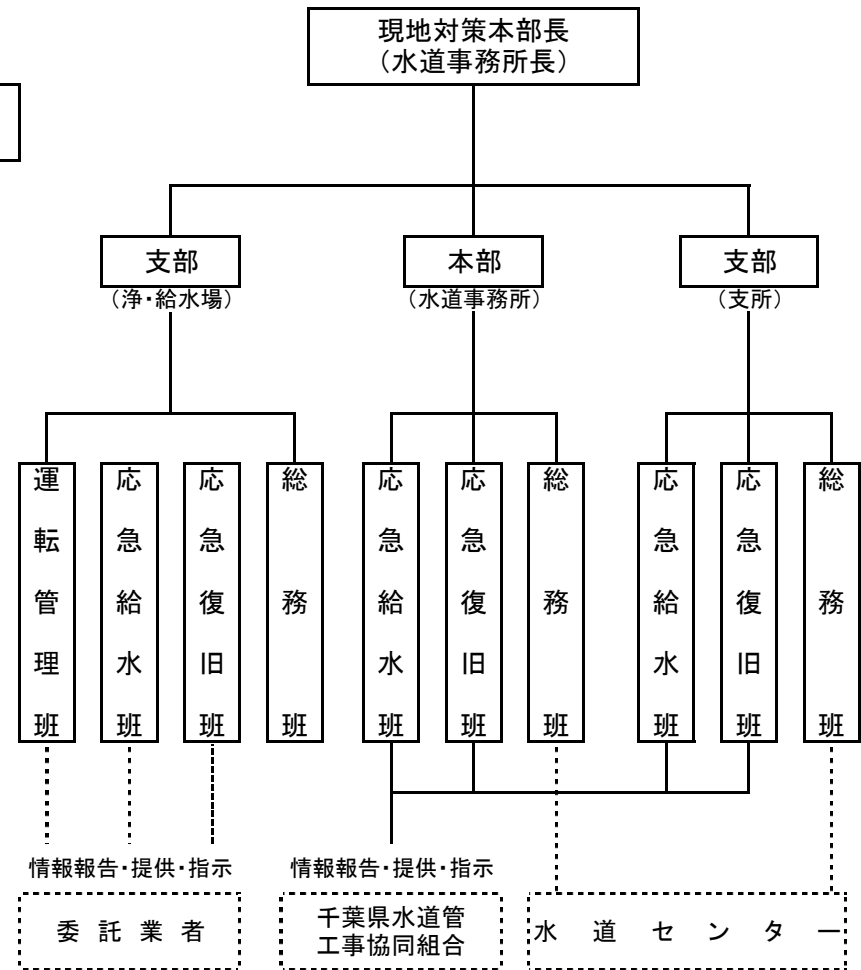 現地対策本部長
（水道事務所長）
支部
（浄・給水場）
本部
（水道事務所）
支部
（支所）
運転管理班
応急給水班
応急復旧班
総務班
応急給水班
応急復旧班
総務班
応急給水班
応急復旧班
総務班
情報報告・提供・指示
情報報告・提供・指示
委託業者
千葉県水道管
工事協同組合
水道センター